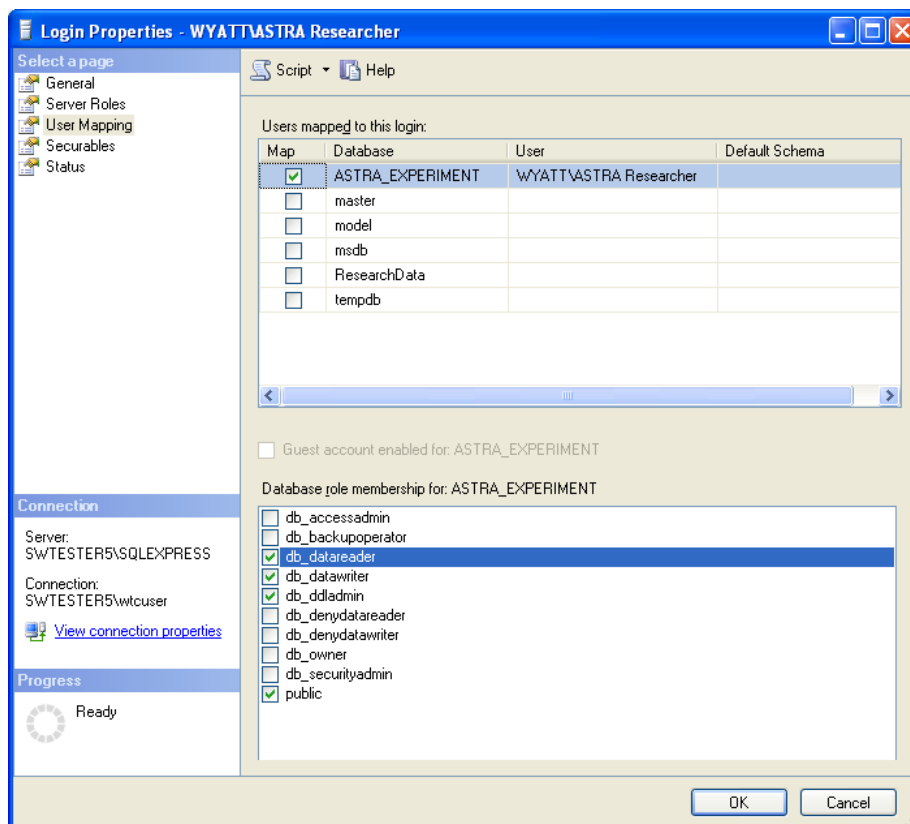 Login Properties - WYATT\ASTRA Researcher
Select a page
General
Server Roles
User Mapping
Securables
Status
Script Help
Users mapped to this login:
Map Database User Default Schema
ASTRA_EXPERIMENT WYATT\ASTRA Researcher
master
model
msdb
ResearchData
tempdb
Guest account enabled for: ASTRA_EXPERIMENT
Database role membership for: ASTRA_EXPERIMENT
db_accessadmin
db_backupoperator
db_datareader
db_datawriter
db_ddladmin
db_denydatareader
db_denydatawriter
db_owner
db_securityadmin
public
Connection
Server:
SWTESTER5\SQLEXPRESS
Connection:
SWTESTER5\wtcuser
View connection properties
Progress
Ready
OK Cancel